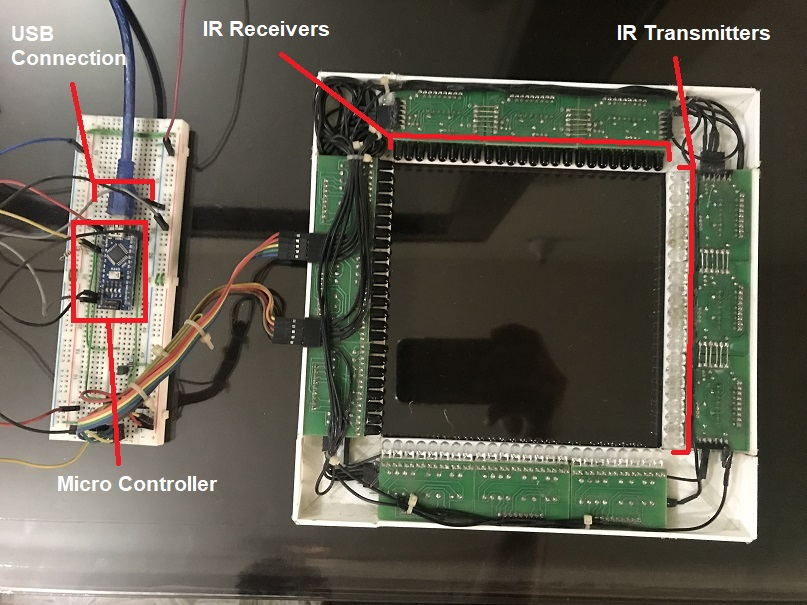 USB
Connection
IR Receivers
IR Transmitters
Micro Controller